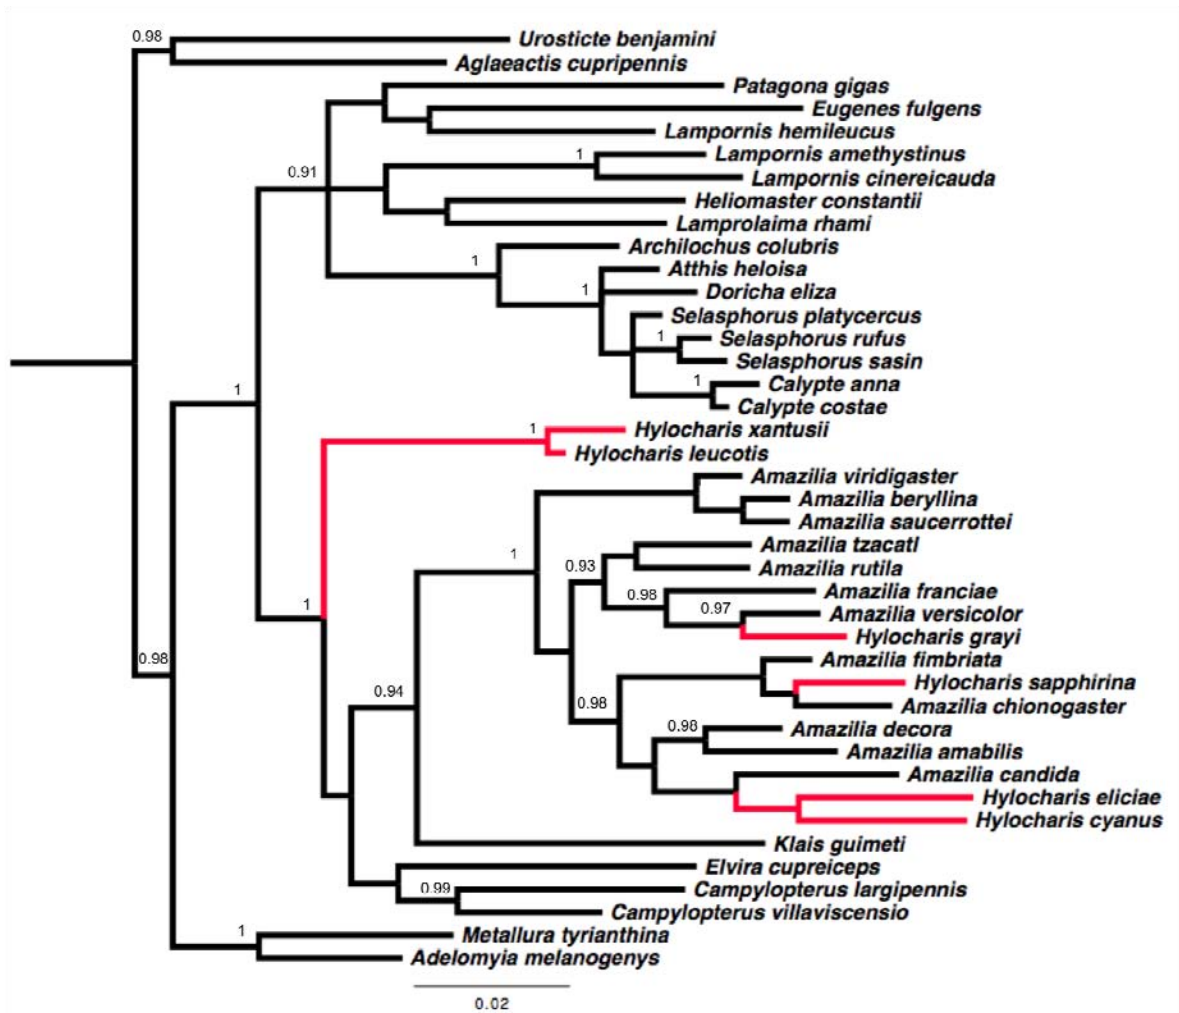 0.98
Urosticte benjamini
Aglaeactis cupripennis
Patagona gigas
Eugenes fulgens
Lampornis hemileucus
1
Lampornis amethystinus
0.91
Lampornis cinereicauda
Heliomaster constantii
Lamprolaima rhami
Archilochus colubris
1
Atthis heloisa
1
Doricha eliza
Selasphorus platycercus
1
Selasphorus rufus
Selasphorus sasin
1
Calypte anna
1
Calypte costae
1
Hylocharis xantusii
Hylocharis leucotis
Amazilia viridigaster
Amazilia beryllina
Amazilia saucerrottei
1
Amazilia tzacatl
0.93
Amazilia rutila
0.98
Amazilia franciae
1
0.97
Amazilia versicolor
Hylocharis grayi
0.98
Amazilia fimbriata
Hylocharis sapphirina
0.94
0.98
Amazilia chionogaster
0.98
Amazilia decora
Amazilia amabilis
Amazilia candida
Hylocharis eliciae
Hylocharis cyanus
Klais guimeti
Elvira cupreiceps
0.99
Campylopterus largipennis
Campylopterus villaviscensio
1
Metallura tyrianthina
Adelomyia melanogenys
0.02